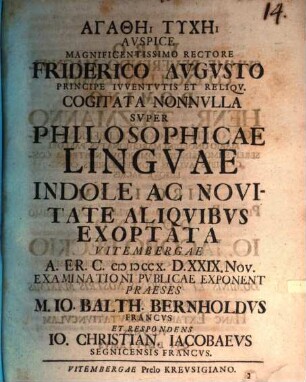 14.
ΑΓΑΘΗΙ ΤΥΧΗΙ
AVSPICE
MAGNIFICENTISSIMO RECTORE
FRIDERICO AVGVSTO
PRINCIPE IVVENTVTIS ET RELIQV.
COGITATA NONNVLLA
SVPER
PHILOSOPHICAE
LINGVAE
INDOLE AC NOVI-
TATE ALIQVIBVS
EXOPTATA
VITEMBERGAE
A. ER. C. CIↃ IↃCCX. D. XXIX. Nov.
EXAMINATIONI PVBLICAE EXPONENT
PRAESES
M. IO. BALTH. BERNHOLDVS
FRANCVS
ET RESPONDENS
IO. CHRISTIAN. IACOBAEVS
SEGNICENSIS FRANCVS.
VITEMBERGAE Prelo KREVSIGIANO.